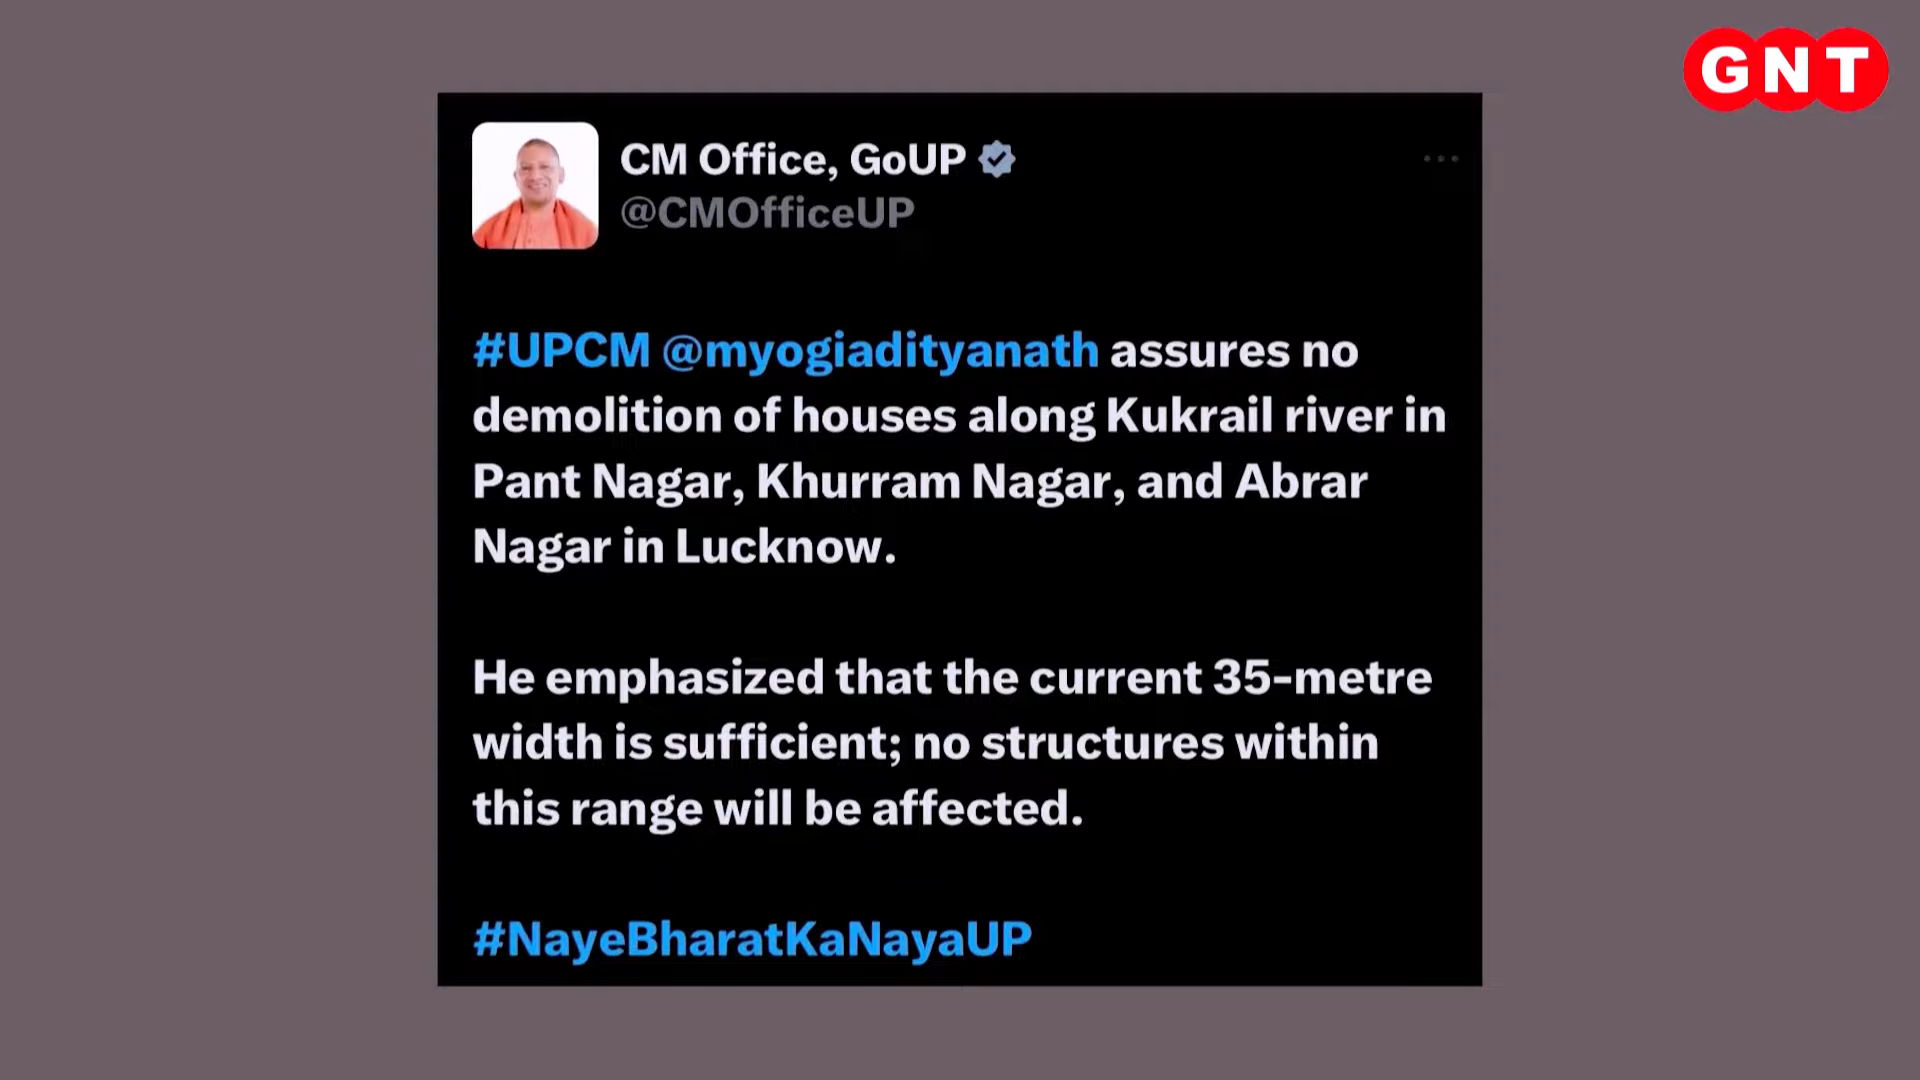 GNT
CM Office, GoUP
@CMOfficeUP
#UPCM @myogiadityanath assures no
demolition of houses along Kukrail river in
Pant Nagar, Khurram Nagar, and Abrar
Nagar in Lucknow.
He emphasized that the current 35-metre
width is sufficient; no structures within
this range will be affected.
#NayeBharatKaNayaUP